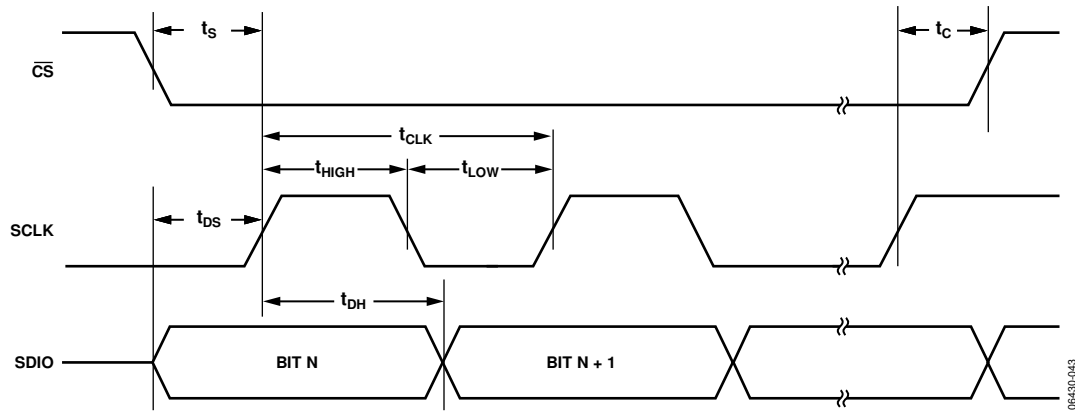 tS
tC
CS
tCLK
tHIGH
tLOW
tDS
SCLK
tDH
SDIO
BIT N
BIT N + 1
06430-043